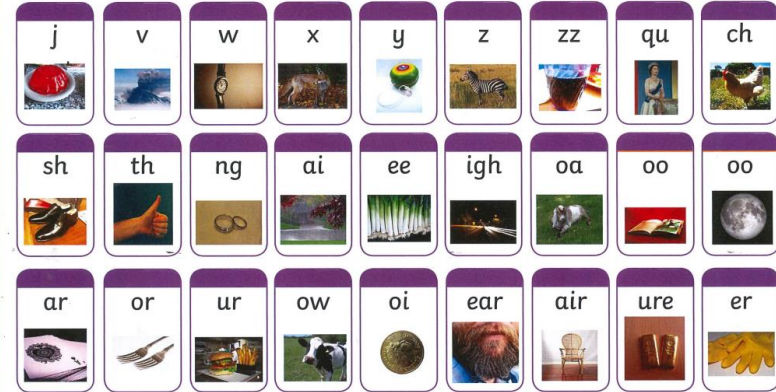 j v w x y z zz qu ch
sh th ng ai ee igh oa oo oo
ar or ur ow oi ear air ure er